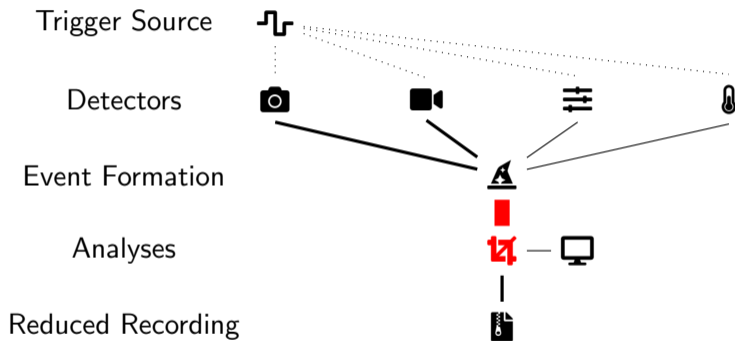 Trigger Source
Detectors
Event Formation
Analyses
Reduced Recording